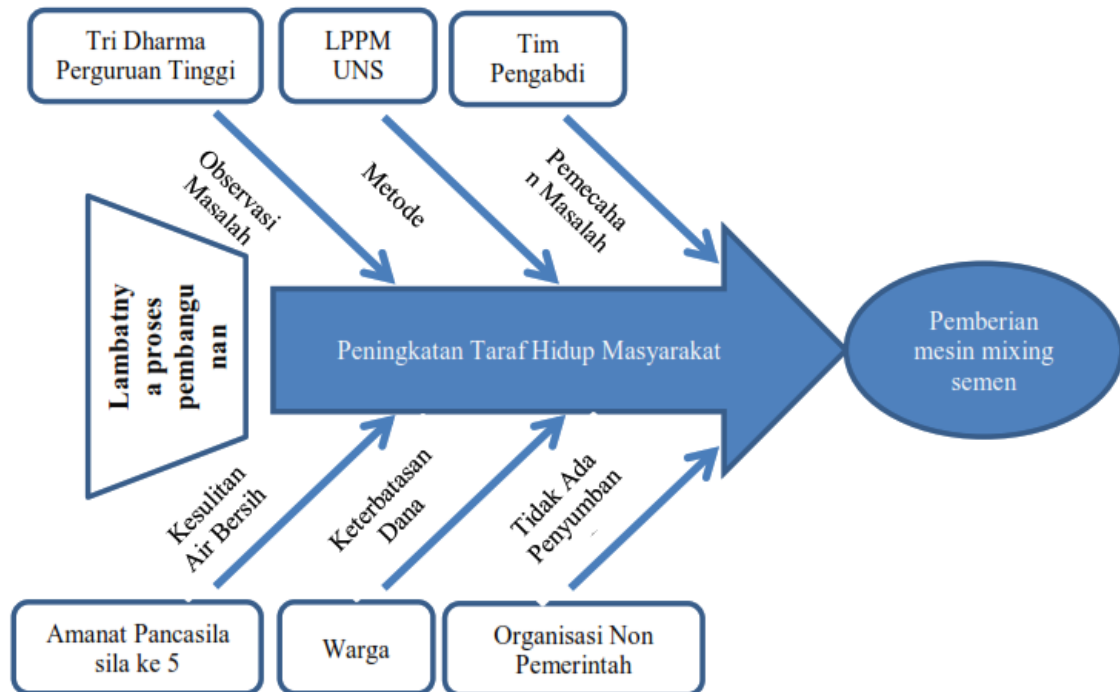 Tri Dharma
Perguruan Tinggi
LPPM
UNS
Tim
Pengabdi
Observasi
Masalah
Metode
Pemecaha
n Masalah
Lambatny
a proses
pembangu
nan
Peningkatan Taraf Hidup Masyarakat
Pemberian
mesin mixing
semen
Kesulitan
Air Bersih
Keterbatasan
Dana
Tidak Ada
Penyumban
Amanat Pancasila
sila ke 5
Warga
Organisasi Non
Pemerintah